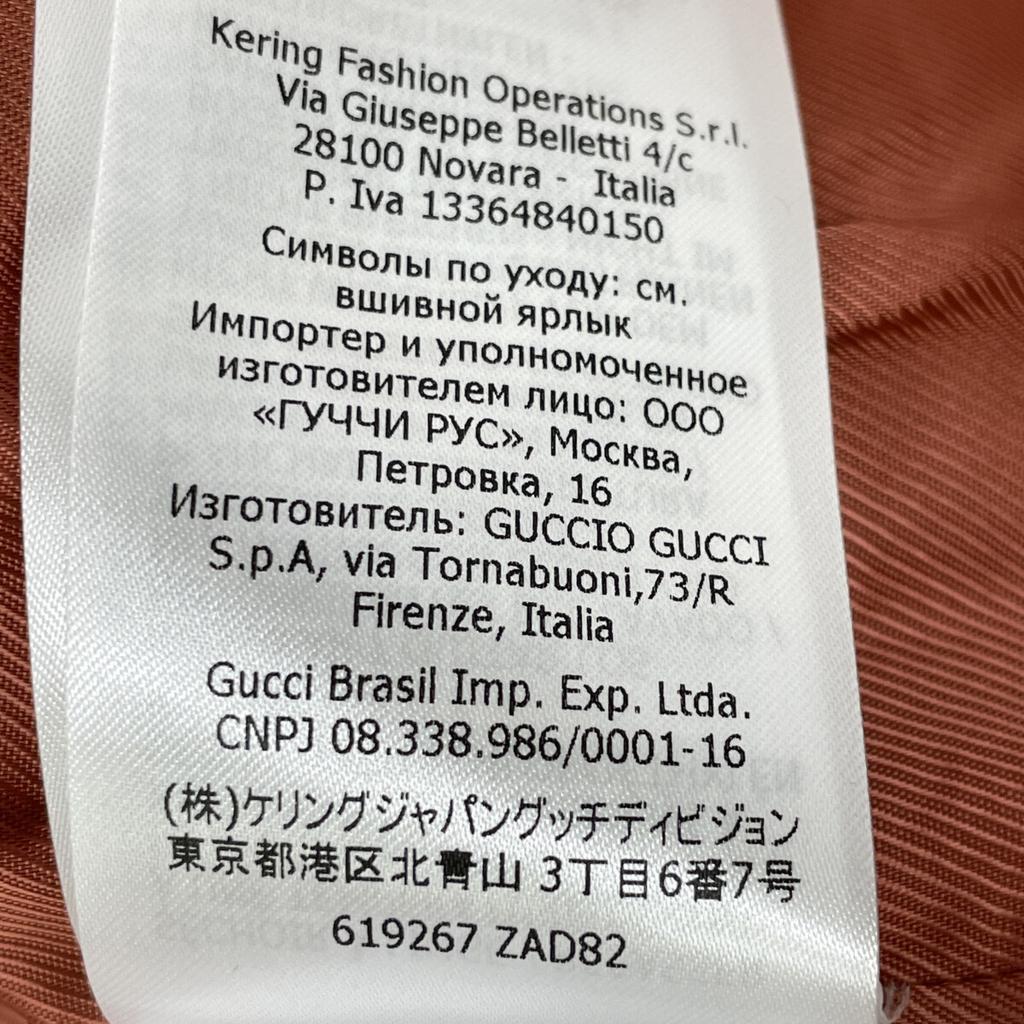 Kering Fashion Operations S.r.l.
Via Giuseppe Belletti 4/c
28100 Novara - Italia
P. Iva 13364840150
Символы по уходу: см.
вшивной ярлык
Импортер и уполномоченное
изготовителем лицо: ООО
«ГУЧЧИ РУС», Москва,
Петровка, 16
Изготовитель: GUCCIO GUCCI
S.p.A, via Tornabuoni,73/R
Firenze, Italia
Gucci Brasil Imp. Exp. Ltda.
CNPJ 08.338.986/0001-16
(株)ケリングジャパングッチディビジョン
東京都港区北青山 3丁目6番7号
619267 ZAD82